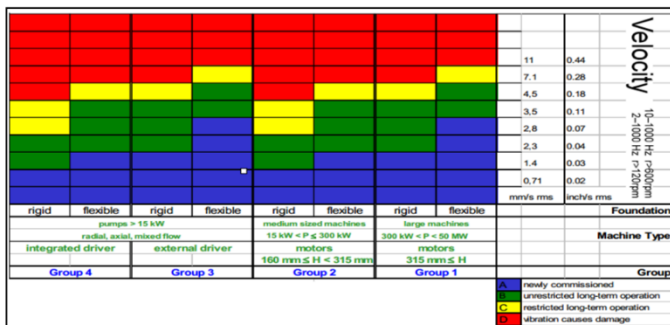 Velocity
10-1000 Hz r>600rpm
2-1000 Hz r>120rpm
11 0.44
7.1 0.28
4,5 0.18
3,5 0.11
2,8 0.07
2,3 0.04
1.4 0.03
0,71 0.02
mm/s rms inch/s rms
rigid flexible rigid flexible rigid flexible rigid flexible Foundation
pumps > 15 kW medium sized machines large machines
radial, axial, mixed flow 15 kW < P ≤ 300 kW 300 kW < P < 50 MW Machine Type
integrated driver external driver motors motors
160 mm ≤ H < 315 mm 315 mm ≤ H
Group 4 Group 3 Group 2 Group 1 Group
A newly commissioned
B unrestricted long-term operation
C restricted long-term operation
D vibration causes damage